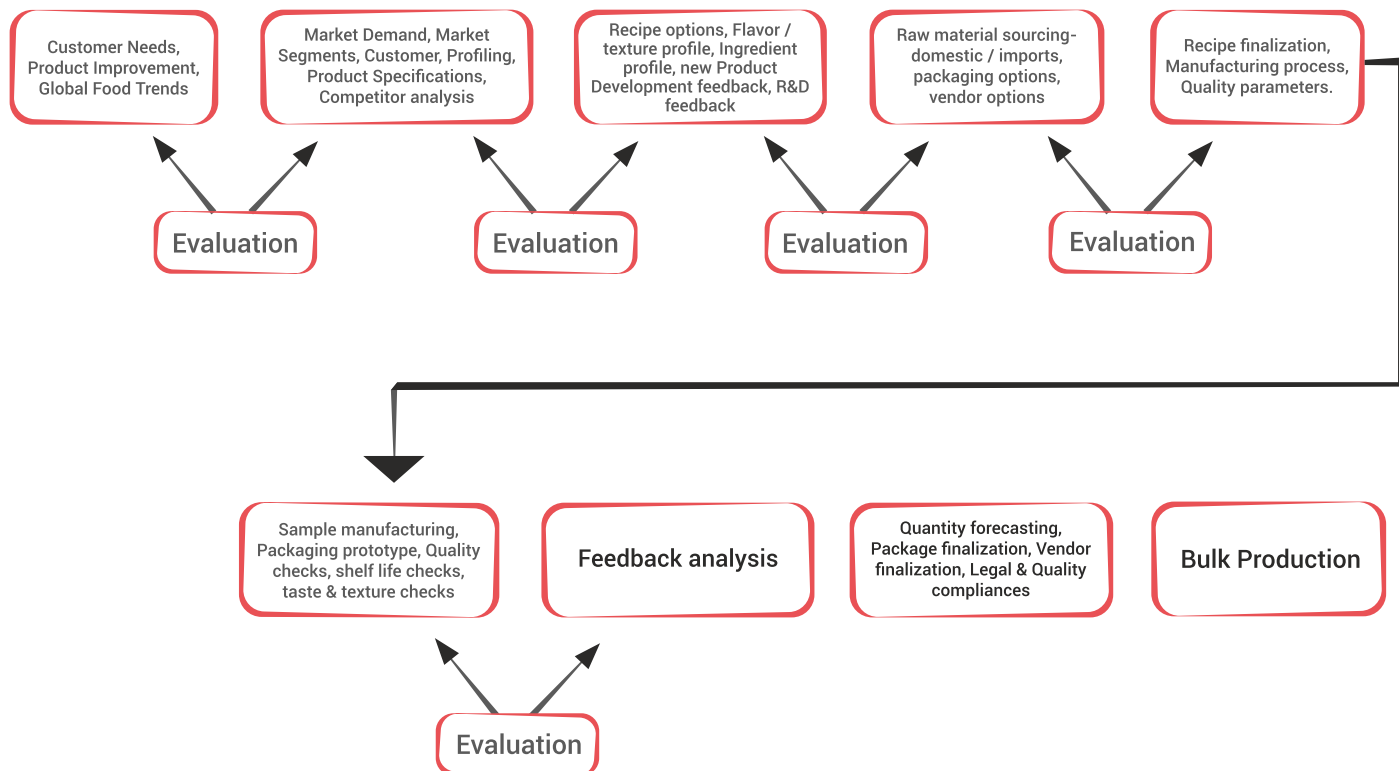 Customer Needs,
Product Improvement,
Global Food Trends
Market Demand, Market
Segments, Customer, Profiling,
Product Specifications,
Competitor analysis
Recipe options, Flavor /
texture profile, Ingredient
profile, new Product
Development feedback, R&D
feedback
Raw material sourcing-
domestic / imports,
packaging options,
vendor options
Recipe finalization,
Manufacturing process,
Quality parameters.
Evaluation
Evaluation
Evaluation
Evaluation
Sample manufacturing,
Packaging prototype, Quality
checks, shelf life checks,
taste & texture checks
Feedback analysis
Quantity forecasting,
Package finalization, Vendor
finalization, Legal & Quality
compliances
Bulk Production
Evaluation